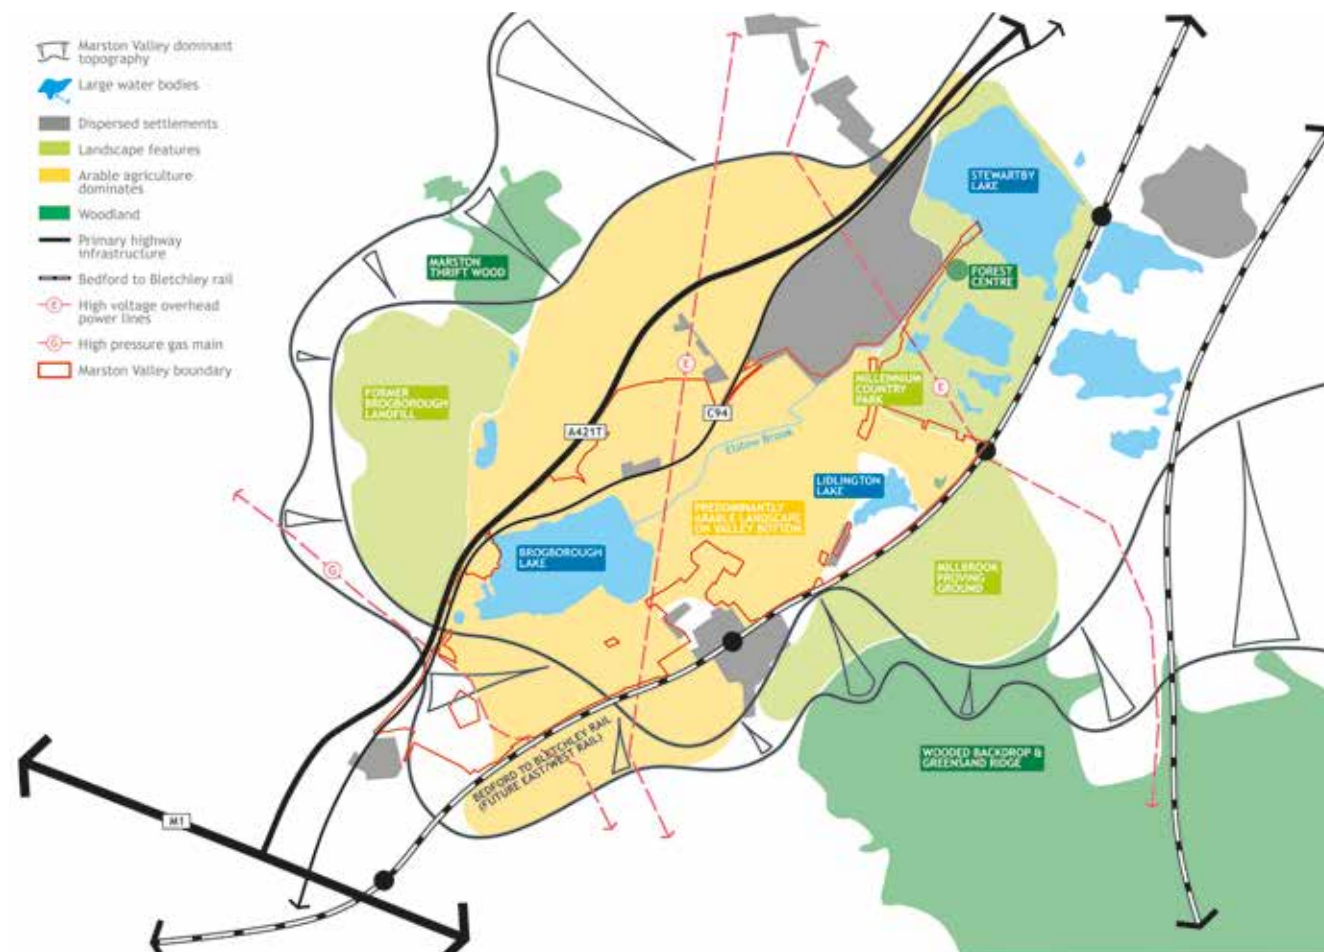 Marston Valley dominant
topography
Large water bodies
Dispersed settlements
Landscape features
Arable agriculture
dominates
Woodland
Primary highway
infrastructure
Bedford to Bletchley rail
E
High voltage overhead
power lines
G
High pressure gas main
Marston Valley boundary
STEWARTBY
LAKE
MARSTON
THRIFT WOOD
FOREST
CENTRE
E
FORMER
BROGBOROUGH
LANDFILL
MILLENNIUM
COUNTRY
PARK
E
C94
A421T
Elstow Brook
LIDLINGTON
LAKE
PREDOMINANTLY
ARABLE LANDSCAPE
ON VALLEY BOTTOM
BROGBOROUGH
LAKE
G
MILLBROOK
PROVING
GROUND
BEDFORD TO BLETCHLEY RAIL
(FUTURE EAST/WEST RAIL)
WOODED BACKDROP &
GREENSAND RIDGE
M1